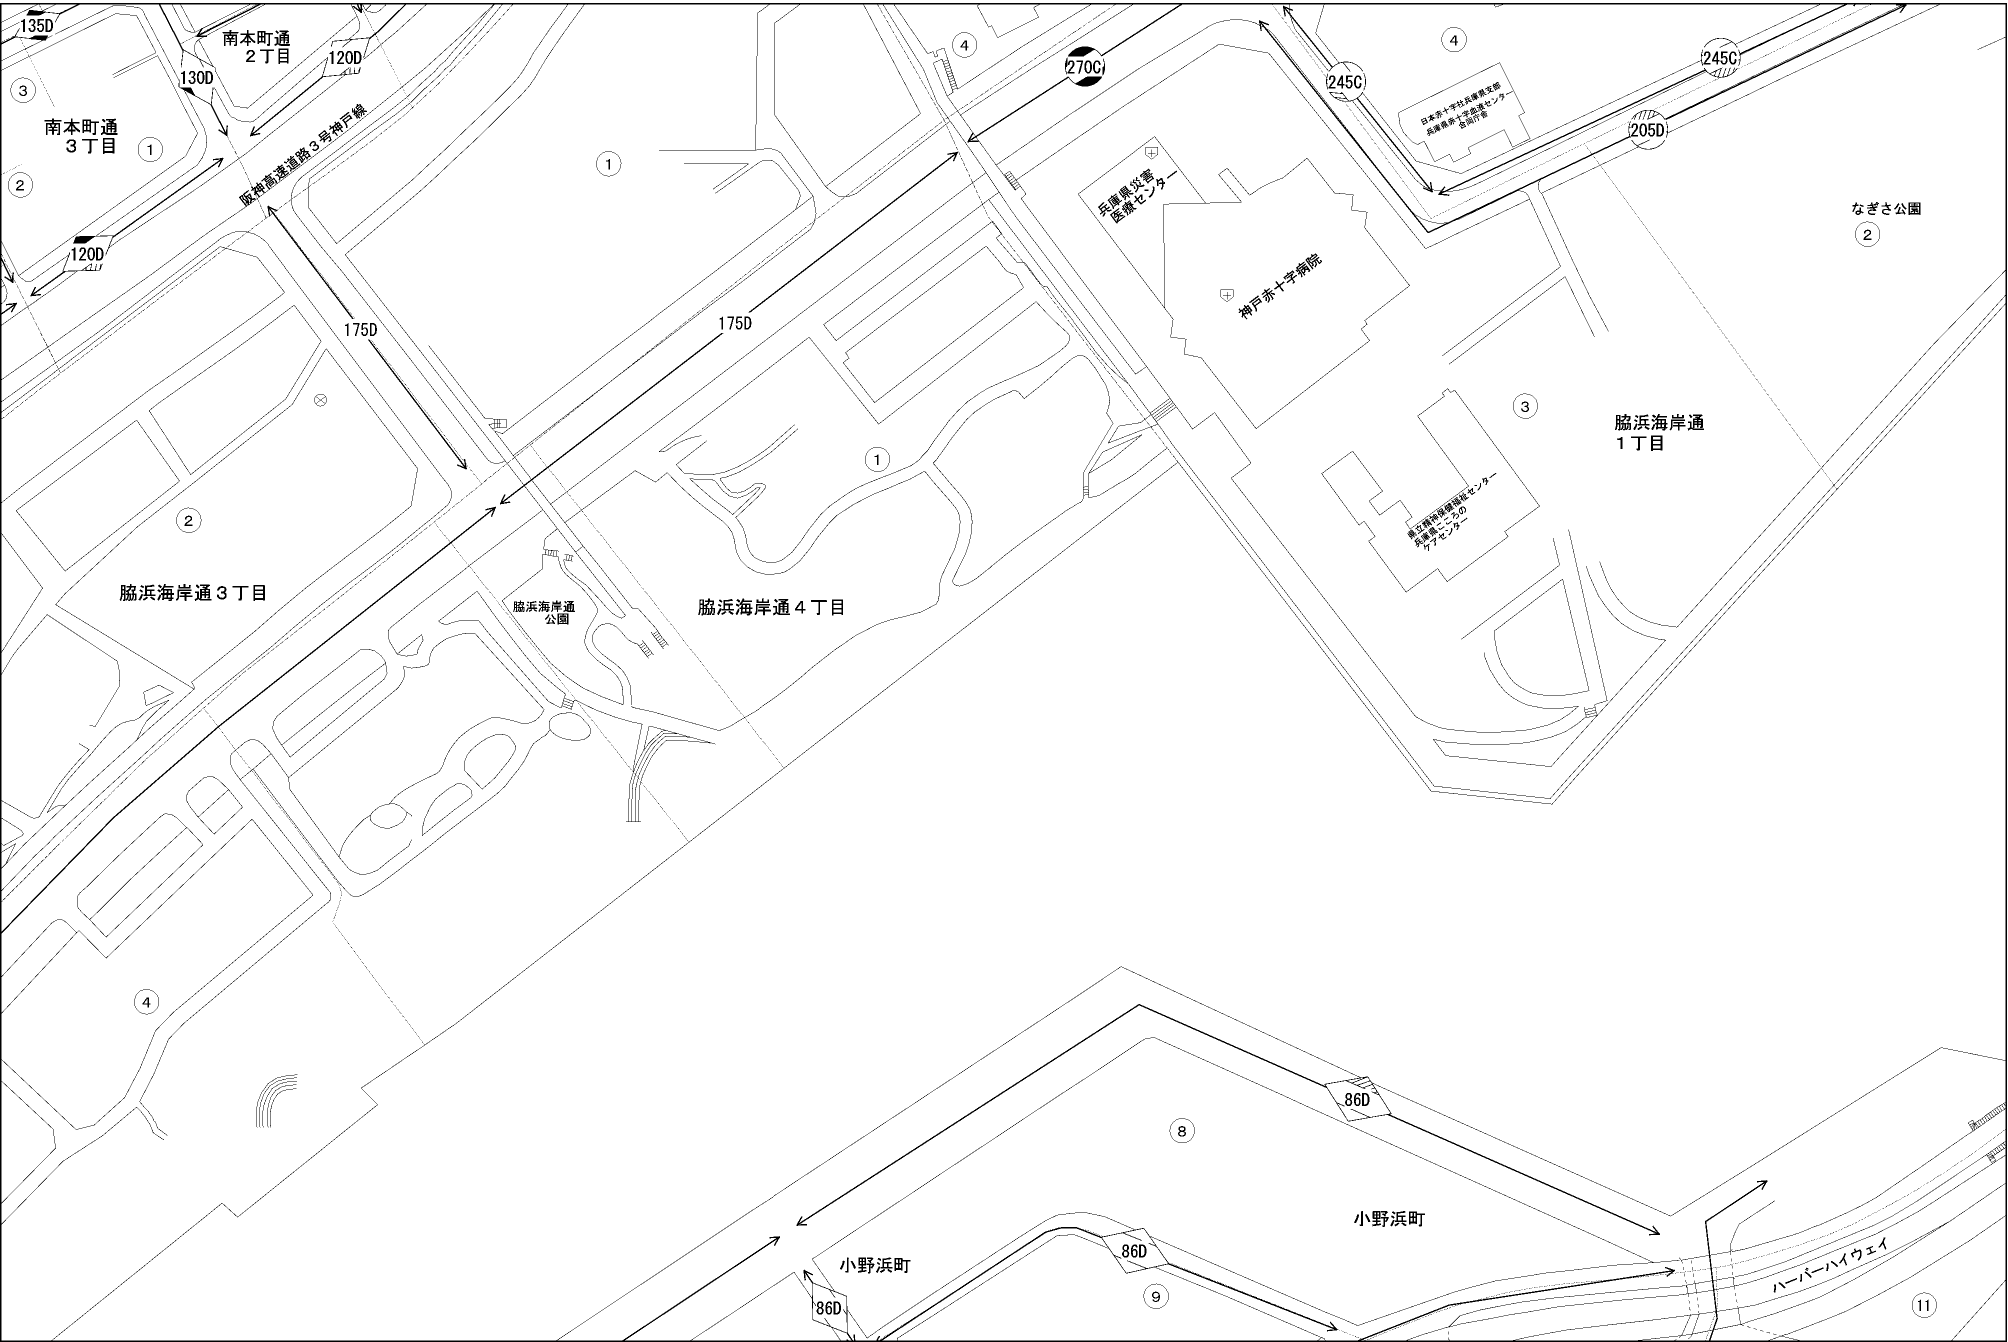 135D
南本町通
２丁目
120D
130D
④
270C
245C
④
245C
日本赤十字社兵庫県支部
兵庫県赤十字血液センター
合同庁舎
205D
③
南本町通
３丁目
①
②
阪神高速道路３号神戸線
①
兵庫県災害
医療センター
なぎさ公園
②
120D
神戸赤十字病院
175D
175D
③
脇浜海岸通
１丁目
①
県立精神保健福祉センター
兵庫県こころの
ケアセンター
②
脇浜海岸通３丁目
脇浜海岸通
公園
脇浜海岸通４丁目
④
86D
⑧
小野浜町
86D
小野浜町
ハーバーハイウェイ
86D
⑨
⑪